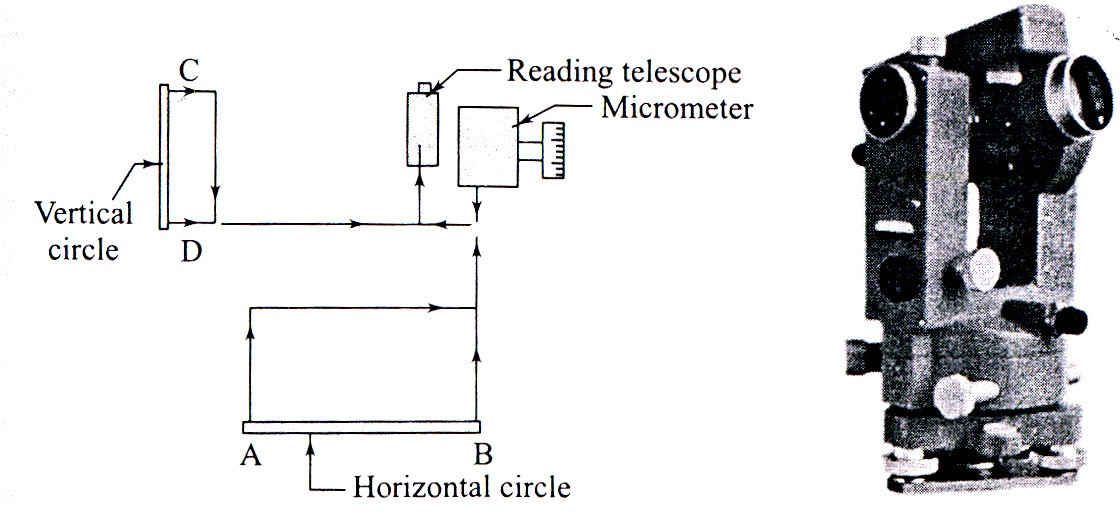 C
Reading telescope
Micrometer
Vertical
circle
D
A
B
Horizontal circle